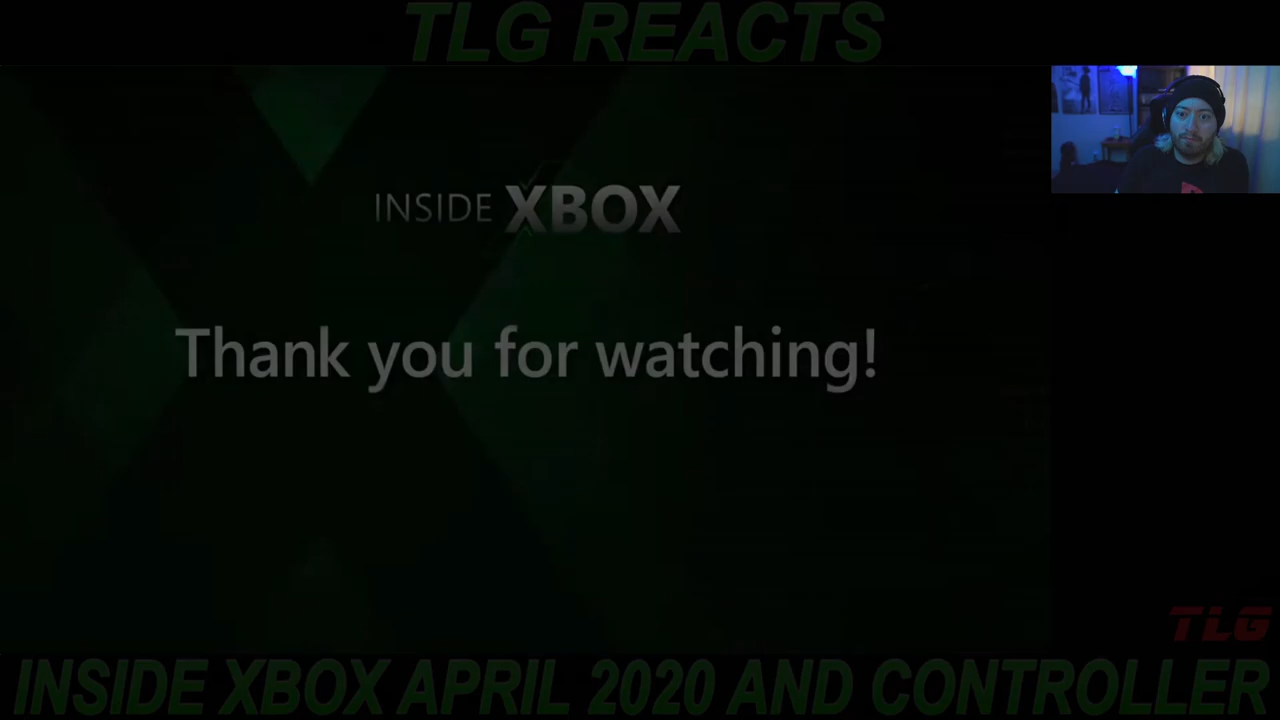 TLG REACTS
INSIDE XBOX
Thank you for watching!
TLG
INSIDE XBOX APRIL 2020 AND CONTROLLER